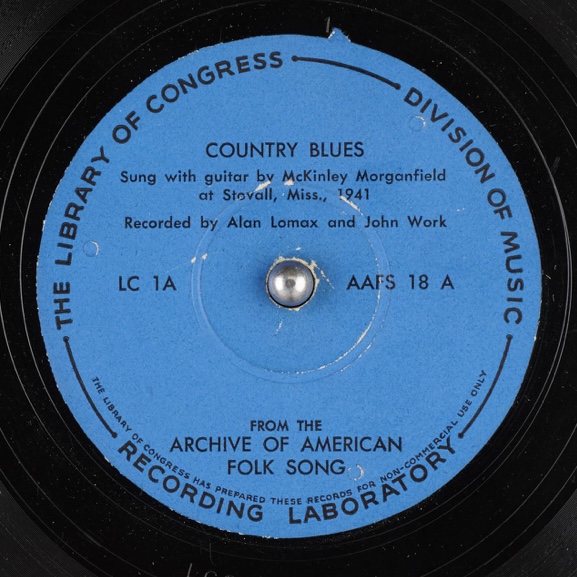 THE LIBRARY OF CONGRESS
DIVISION OF MUSIC
COUNTRY BLUES
Sung with guitar by McKinley Morganfield
at Stovall, Miss., 1941
Recorded by Alan Lomax and John Work
LC 1A
AAFS 18 A
FROM THE
ARCHIVE OF AMERICAN
FOLK SONG
THE LIBRARY OF CONGRESS HAS PREPARED THESE RECORDS FOR NON-COMMERCIAL USE ONLY
RECORDING LABORATORY